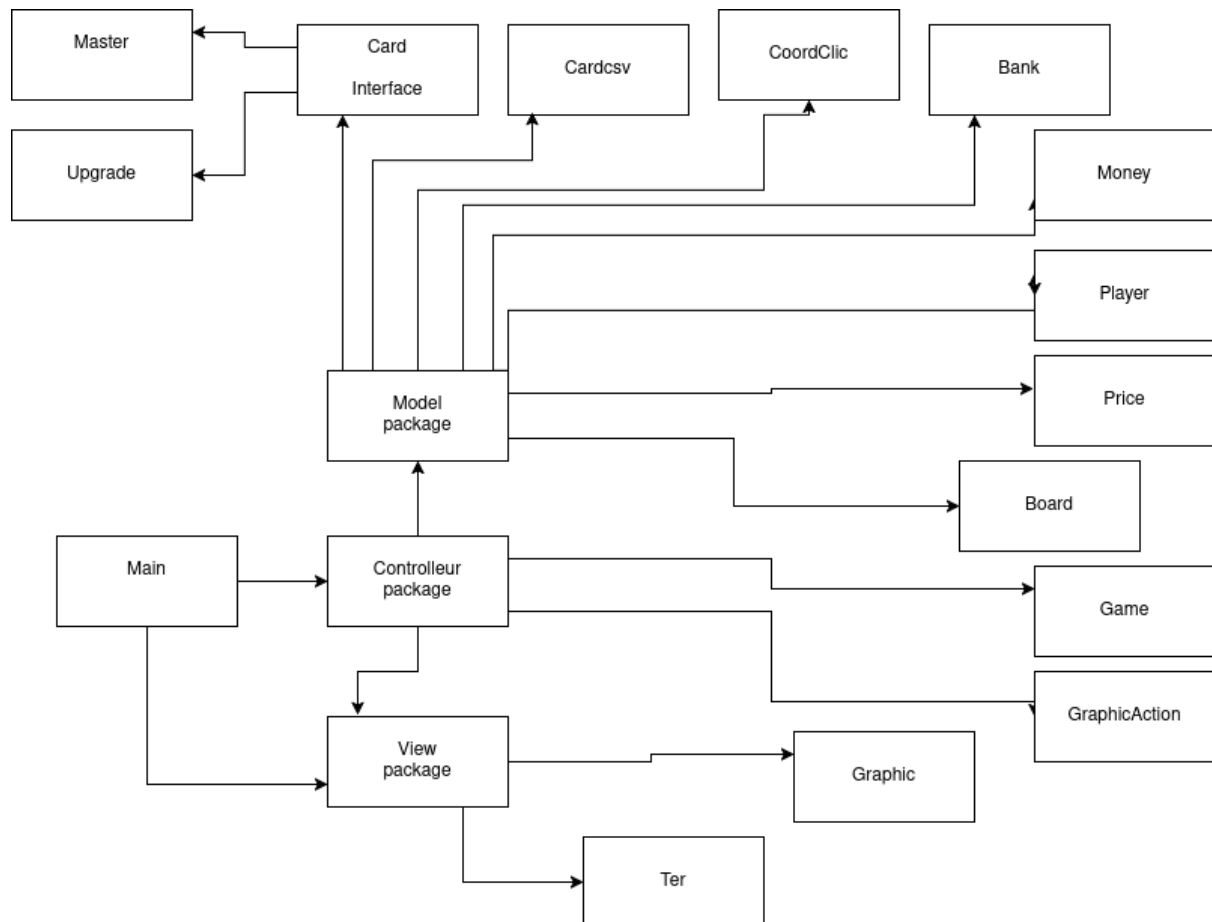 Master
Card
Interface
Cardcsv
CoordClic
Bank
Upgrade
Money
Player
Model
package
Price
Board
Main
Controlleur
package
Game
GraphicAction
View
package
Graphic
Ter